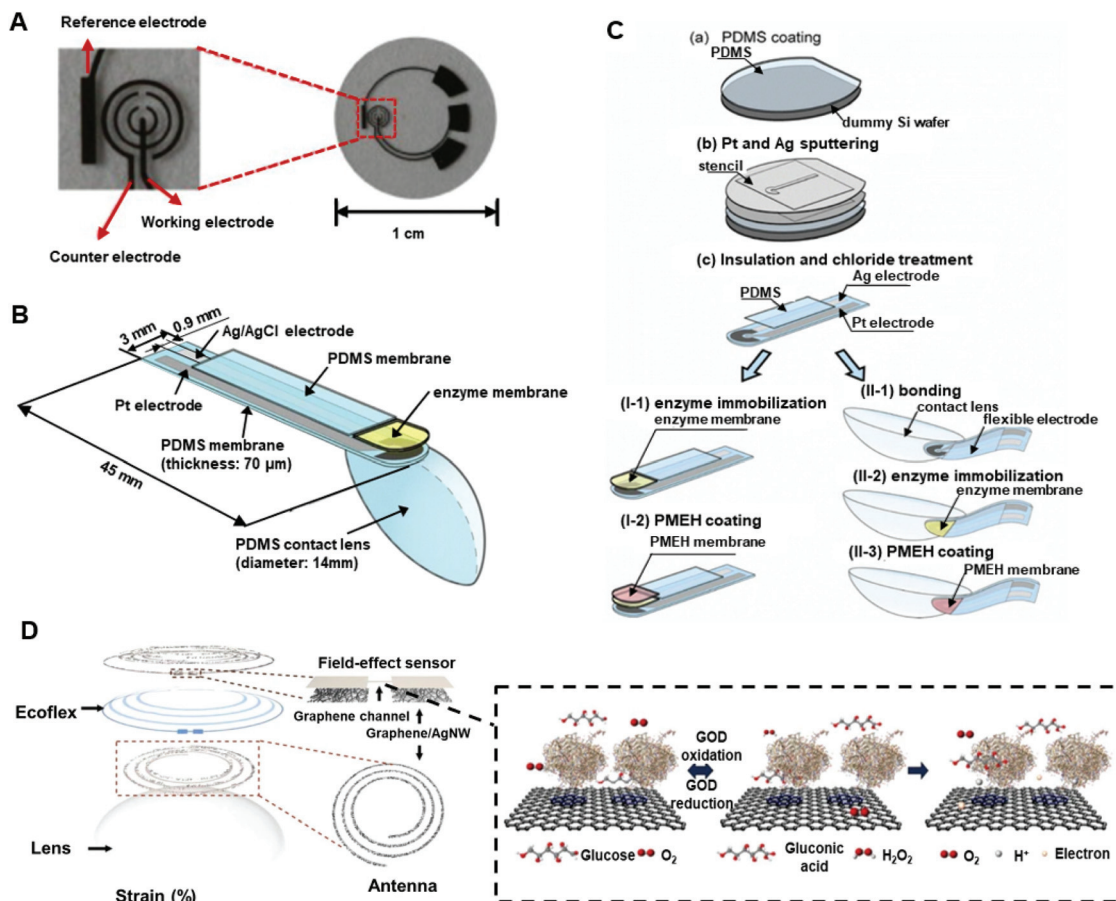 A
Reference electrode
Working electrode
Counter electrode
1 cm
B
3 mm
0.9 mm
Ag/AgCl electrode
PDMS membrane
enzyme membrane
Pt electrode
PDMS membrane
(thickness: 70 μm)
45 mm
PDMS contact lens
(diameter: 14mm)
C
(a) PDMS coating
PDMS
dummy Si wafer
(b) Pt and Ag sputtering
stencil
(c) Insulation and chloride treatment
Ag electrode
PDMS
Pt electrode
(I-1) enzyme immobilization
enzyme membrane
(I-2) PMEH coating
PMEH membrane
(II-1) bonding
contact lens
flexible electrode
(II-2) enzyme immobilization
enzyme membrane
(II-3) PMEH coating
PMEH membrane
D
Field-effect sensor
Ecoflex
Graphene channel
Graphene/AgNW
Lens
Antenna
Strain (%)
GOD
oxidation
GOD
reduction
Glucose
O₂
Gluconic
acid
H₂O₂
O₂
H⁺
Electron